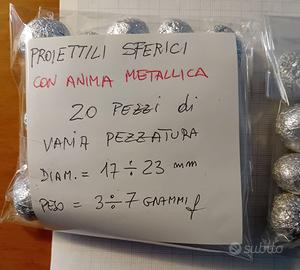 PROIETTILI SFERICI
CON ANIMA METALLICA
20 PEZZI di
VARIA PEZZATURA
DIAM. = 17 ÷ 23 mm
PESO = 3 ÷ 7 GRAMMI
subito